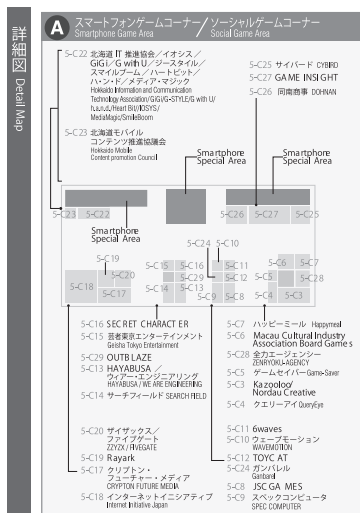 詳細図 Detail Map
A スマートフォンゲームコーナー/ソーシャルゲームコーナー
Smartphone Game Area Social Game Area
5-C22 北海道 IT 推進協会/イオシス/
GIGi/G with U/ジースタイル/
スマイルブーム/ハートビット/
ハ・ン・ド/メディア・マジック
Hokkaido Information and Communication
Technology Association/GIGi/G-STYLE/G with U/
h.a.n.d./Heart Bit/IOSYS/
MediaMagic/SmileBoom
5-C23 北海道モバイル
コンテンツ推進協議会
Hokkaido Mobile
Content promotion Council
5-C25 サイバード CYBIRD
5-C27 GAME INSIGHT
5-C26 同南商事 DOHNAN
Smartphone
Special Area
Smartphone
Special Area
5-C23 5-C22
Smartphone
Special Area
5-C26 5-C27 5-C25
5-C24 5-C10
5-C19
5-C20
5-C18
5-C17
5-C15 5-C16
5-C29
5-C14 5-C13
5-C11
5-C12
5-C9 5-C8
5-C6 5-C7
5-C5 5-C28
5-C4 5-C3
5-C16 SECRET CHARACTER
5-C15 芸者東京エンターテインメント
Geisha Tokyo Entertainment
5-C29 OUTBLAZE
5-C13 HAYABUSA/
ウィアー・エンジニアリング
HAYABUSA / WE ARE ENGINEERING
5-C14 サーチフィールド SEARCH FIELD
5-C20 ザイザックス/
ファイブゲート
ZZYZX / FIVEGATE
5-C19 Rayark
5-C17 クリプトン・
フューチャー・メディア
CRYPTON FUTURE MEDIA
5-C18 インターネットイニシアティブ
Internet Initiative Japan
5-C7 ハッピーミール Happymeal
5-C6 Macau Cultural Industry
Association Board Games
5-C28 全力エージェンシー
ZENRYOKU-AGENCY
5-C5 ゲームセイバー Game-Saver
5-C3 Kazooloo/
Nordau Creative
5-C4 クエリーアイ QueryEye
5-C11 6waves
5-C10 ウェーブモーション
WAVEMOTION
5-C12 TOYCAT
5-C24 ガンバレル
Ganbarel
5-C8 JSC GAMES
5-C9 スペックコンピュータ
SPEC COMPUTER